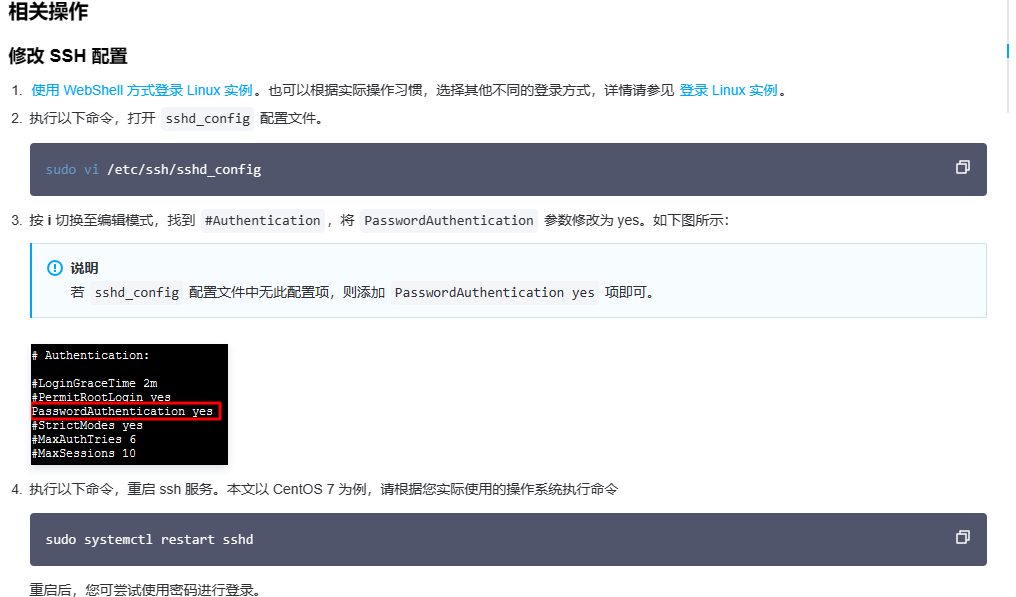 相关操作
修改 SSH 配置
1. 使用 WebShell 方式登录 Linux 实例。也可以根据实际操作习惯，选择其他不同的登录方式，详情请参见 登录 Linux 实例。
2. 执行以下命令，打开 sshd_config 配置文件。
sudo vi /etc/ssh/sshd_config
3. 按 i 切换至编辑模式，找到 #Authentication，将 PasswordAuthentication 参数修改为 yes。如下图所示：
说明
若 sshd_config 配置文件中无此配置项，则添加 PasswordAuthentication yes 项即可。
# Authentication:
#LoginGraceTime 2m
#PermitRootLogin yes
PasswordAuthentication yes
#StrictModes yes
#MaxAuthTries 6
#MaxSessions 10
4. 执行以下命令，重启 ssh 服务。本文以 CentOS 7 为例，请根据您实际使用的操作系统执行命令
sudo systemctl restart sshd
重启后，您可尝试使用密码进行登录。